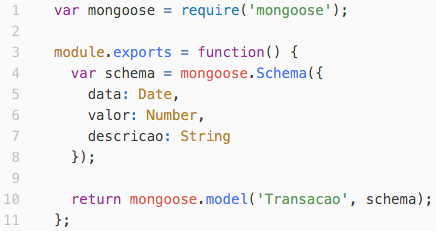 1 var mongoose = require('mongoose');
2
3 module.exports = function() {
4   var schema = mongoose.Schema({
5     data: Date,
6     valor: Number,
7     descricao: String
8   });
9
10   return mongoose.model('Transacao', schema);
11 };